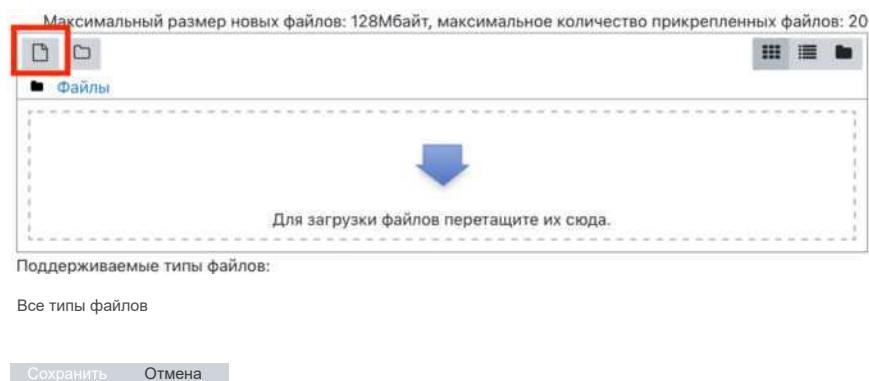 Максимальный размер новых файлов: 128Мбайт, максимальное количество прикрепленных файлов: 20
Файлы
Для загрузки файлов перетащите их сюда.
Поддерживаемые типы файлов:
Все типы файлов
Сохранить Отмена